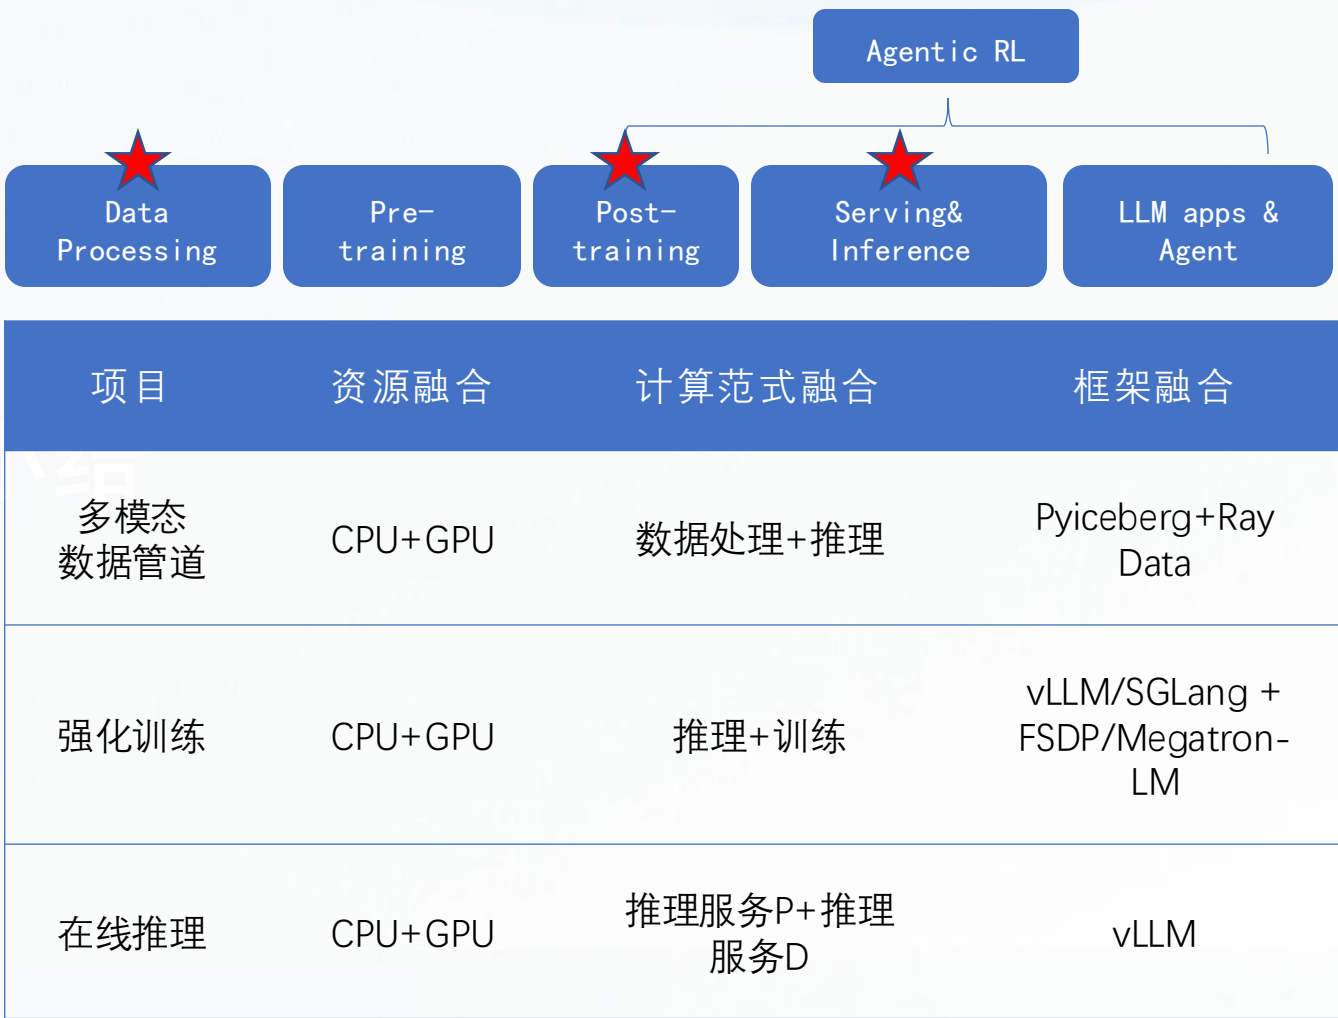 Agentic RL
Data
Processing
Pre-
training
Post-
training
Serving&
Inference
LLM apps &
Agent
项目
资源融合
计算范式融合
框架融合
小结
多模态
数据管道
CPU+GPU
数据处理+推理
Pyiceberg+Ray
Data
强化训练
CPU+GPU
推理+训练
vLLM/SGLang +
FSDP/Megatron-
LM
在线推理
CPU+GPU
推理服务P+推理
服务D
vLLM